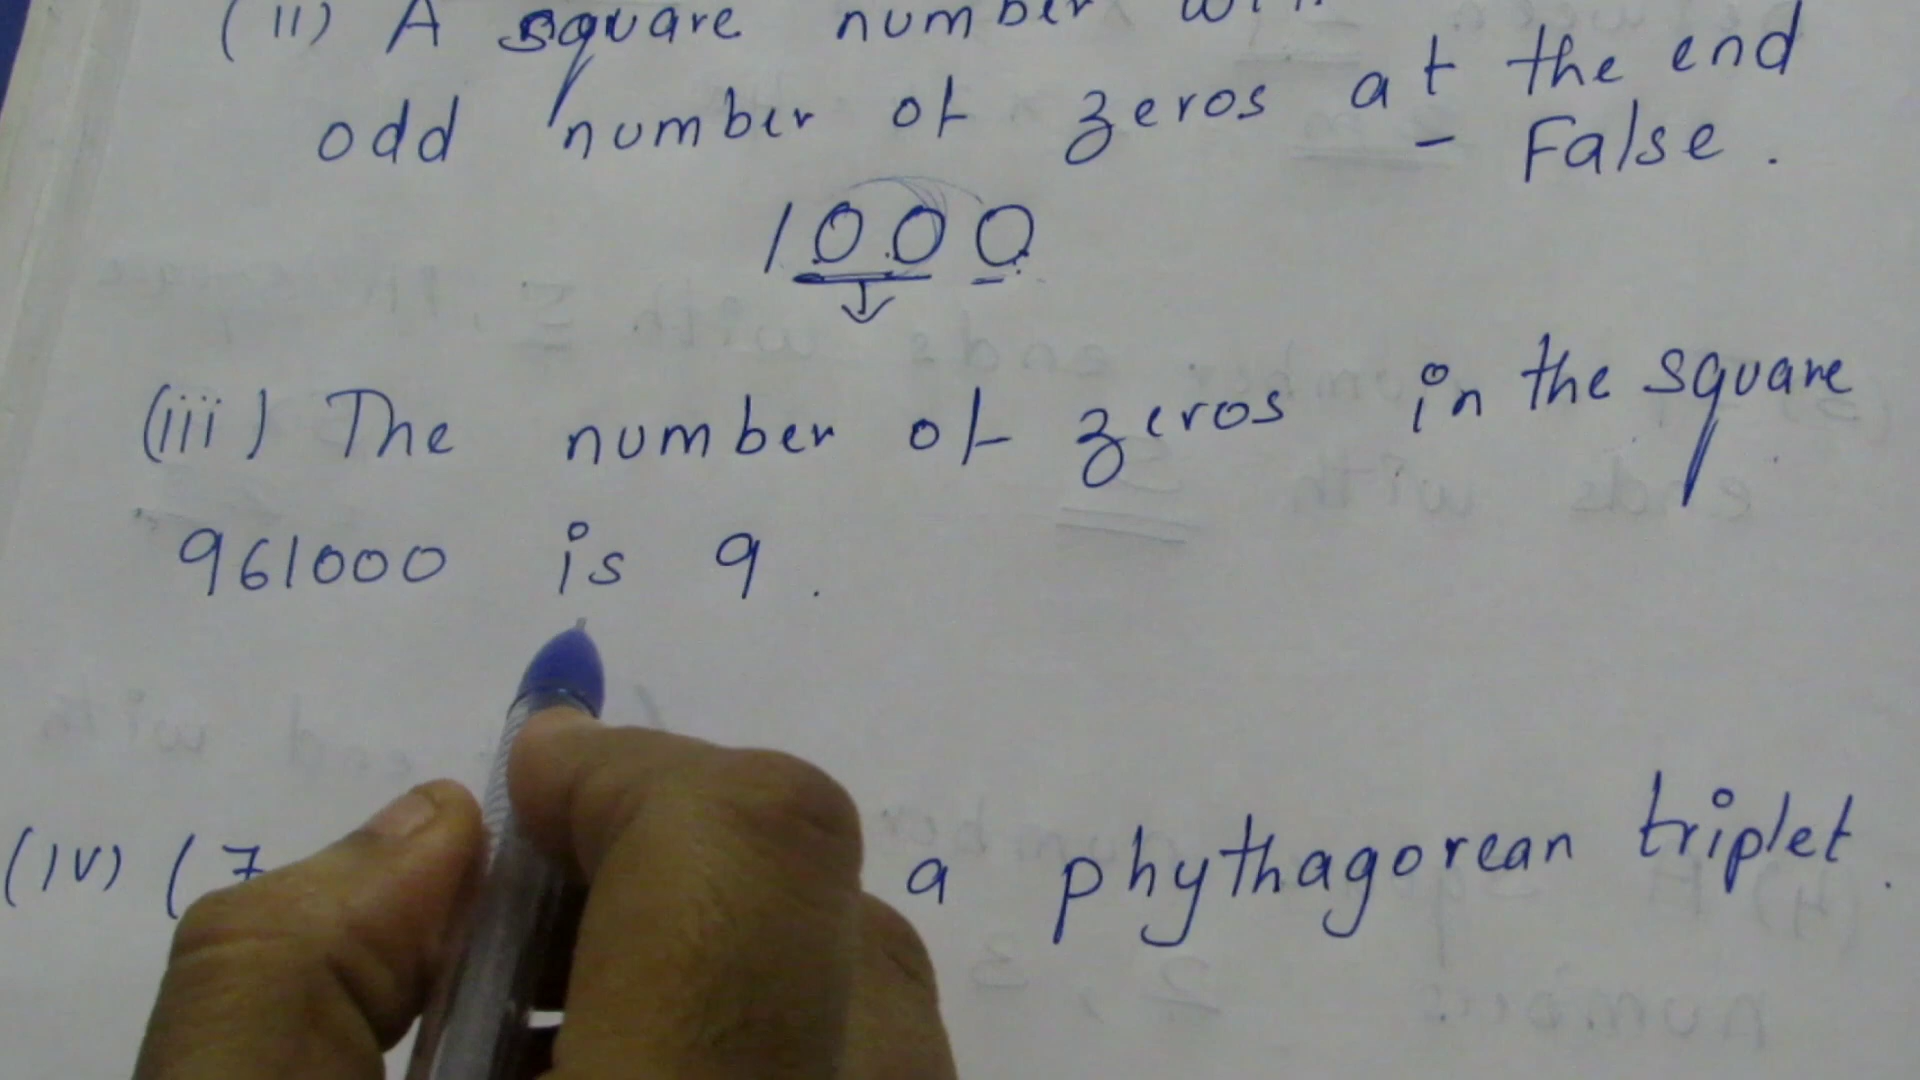 (ii) A square number
odd number of zeros at the end
- False.
1000
(iii) The number of zeros in the square
961000 is 9.
(iv) (7 a phythagorean triplet.